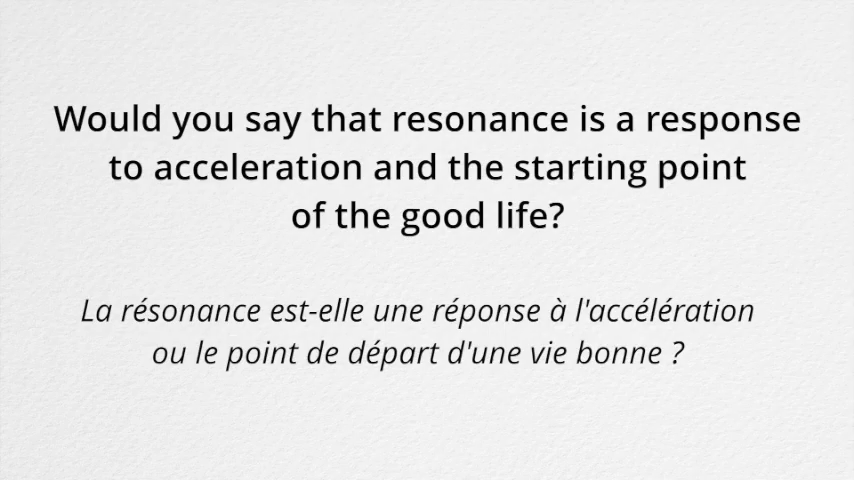 Would you say that resonance is a response
to acceleration and the starting point
of the good life?
La résonance est-elle une réponse à l'accélération
ou le point de départ d'une vie bonne ?